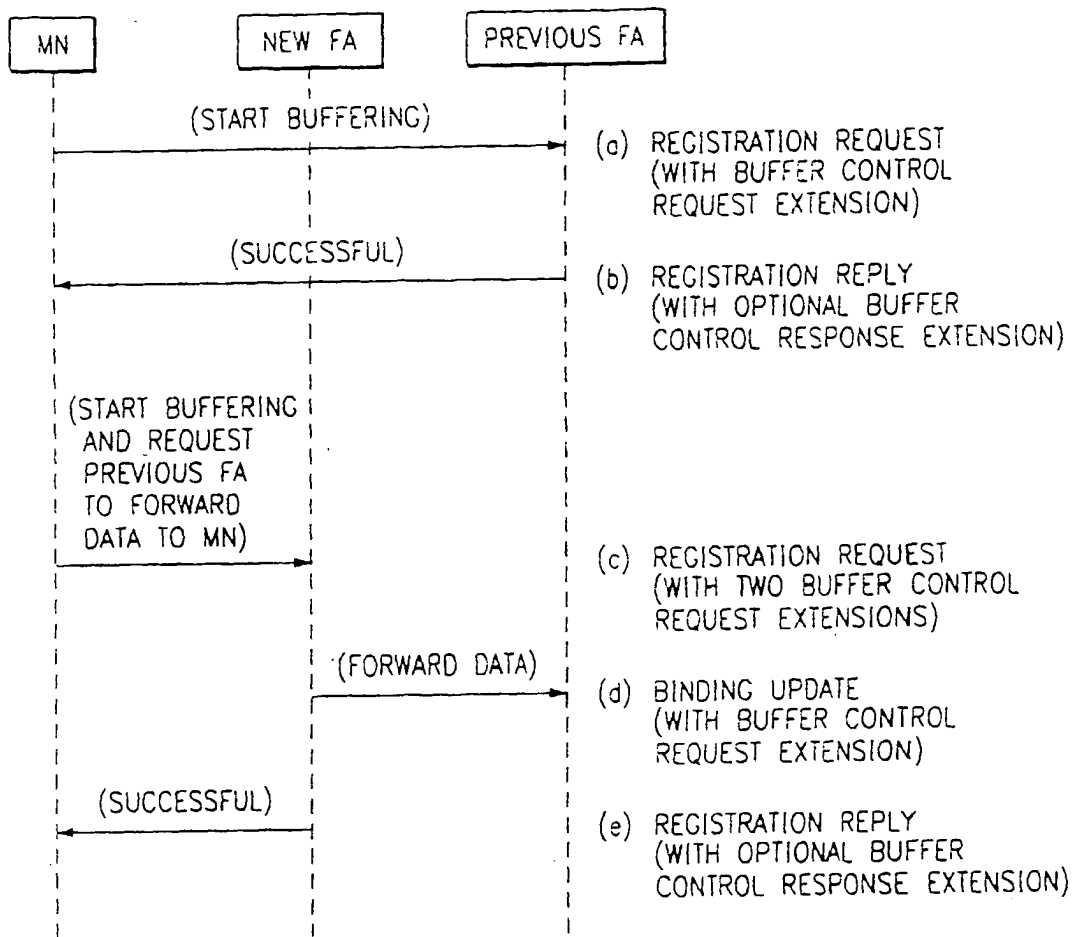 MN
NEW FA
PREVIOUS FA
(START BUFFERING)
(a) REGISTRATION REQUEST
(WITH BUFFER CONTROL
REQUEST EXTENSION)
(SUCCESSFUL)
(b) REGISTRATION REPLY
(WITH OPTIONAL BUFFER
CONTROL RESPONSE EXTENSION)
(START BUFFERING
AND REQUEST
PREVIOUS FA
TO FORWARD
DATA TO MN)
(c) REGISTRATION REQUEST
(WITH TWO BUFFER CONTROL
REQUEST EXTENSIONS)
(FORWARD DATA)
(d) BINDING UPDATE
(WITH BUFFER CONTROL
REQUEST EXTENSION)
(SUCCESSFUL)
(e) REGISTRATION REPLY
(WITH OPTIONAL BUFFER
CONTROL RESPONSE EXTENSION)